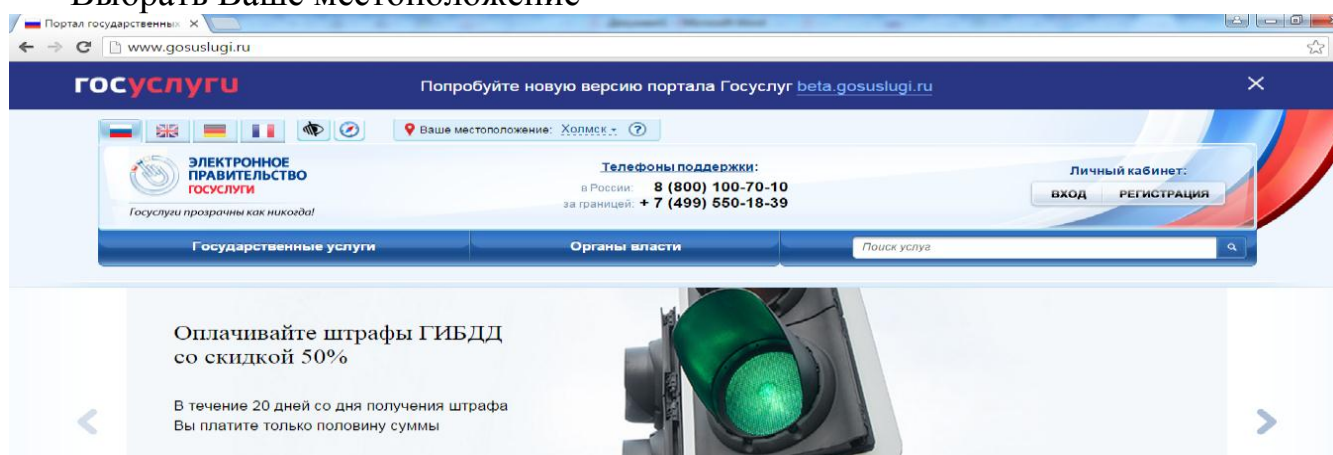 Выбрать Ваше местоположение
Портал государственных
www.gosuslugi.ru
госуслуги
Попробуйте новую версию портала Госуслуг beta.gosuslugi.ru
Ваше местоположение: Холмск
ЭЛЕКТРОННОЕ
ПРАВИТЕЛЬСТВО
ГОСУСЛУГИ
Госуслуги прозрачны как никогда!
Телефоны поддержки:
в России: 8 (800) 100-70-10
за границей: + 7 (499) 550-18-39
Личный кабинет:
ВХОД РЕГИСТРАЦИЯ
Государственные услуги
Органы власти
Поиск услуг
Оплачивайте штрафы ГИБДД
со скидкой 50%
В течение 20 дней со дня получения штрафа
Вы платите только половину суммы